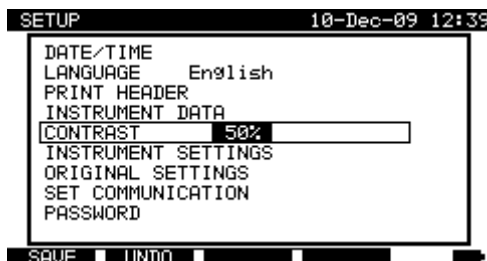 SETUP 10-Dec-09 12:39
DATE/TIME
LANGUAGE English
PRINT HEADER
INSTRUMENT DATA
CONTRAST 50%
INSTRUMENT SETTINGS
ORIGINAL SETTINGS
SET COMMUNICATION
PASSWORD
SAVE UNDO